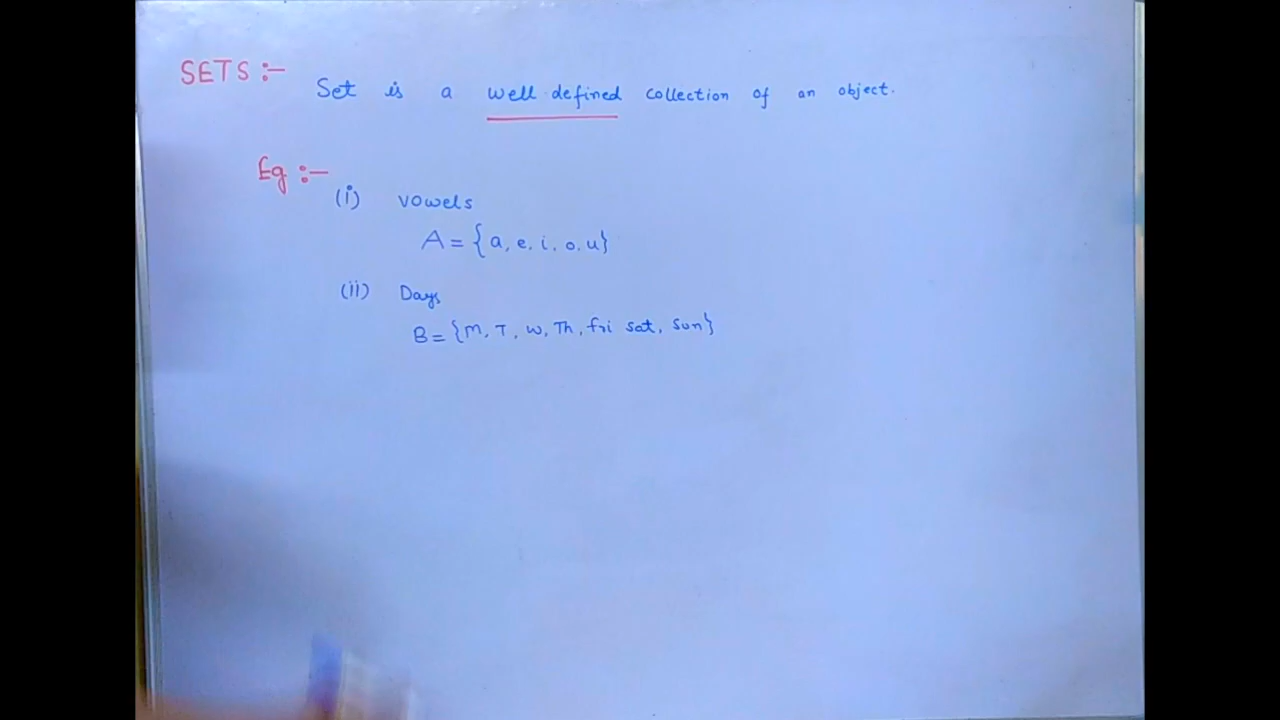 SETS :-
Set is a well defined collection of an object.
Eg :-
(i) vowels
A = {a, e, i, o, u}
(ii) Days
B = {M, T, W, Th, fri sat, sun}